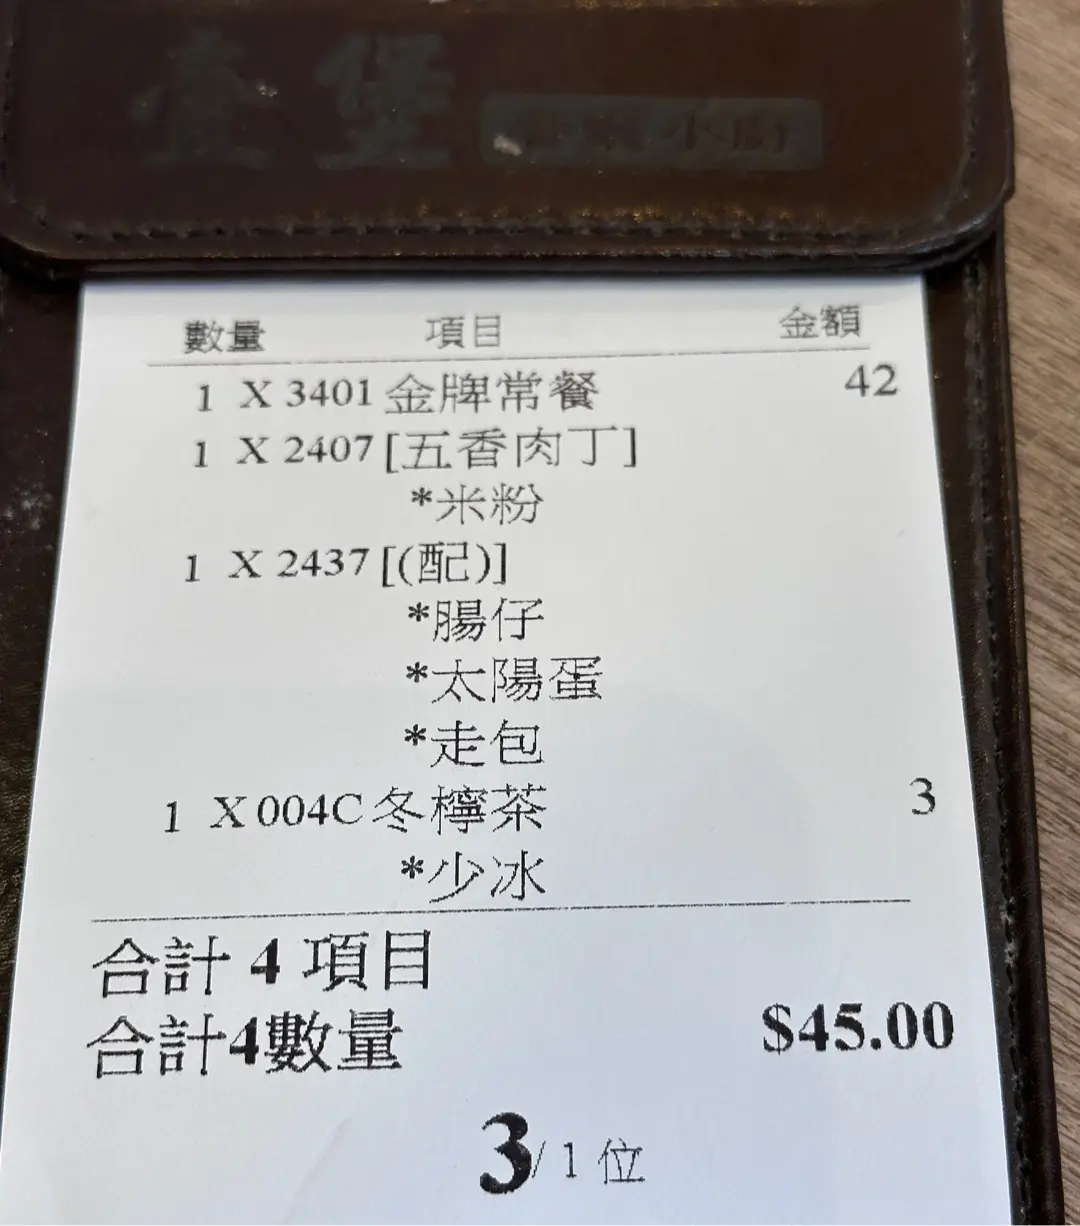 壹堡
數量 項目 金額
1 X 3401 金牌常餐 42
1 X 2407 [五香肉丁]
*米粉
1 X 2437 [(配)]
*腸仔
*太陽蛋
*走包
1 X 004C 冬檸茶 3
*少冰
合計 4 項目
合計4數量 $45.00
3/1 位